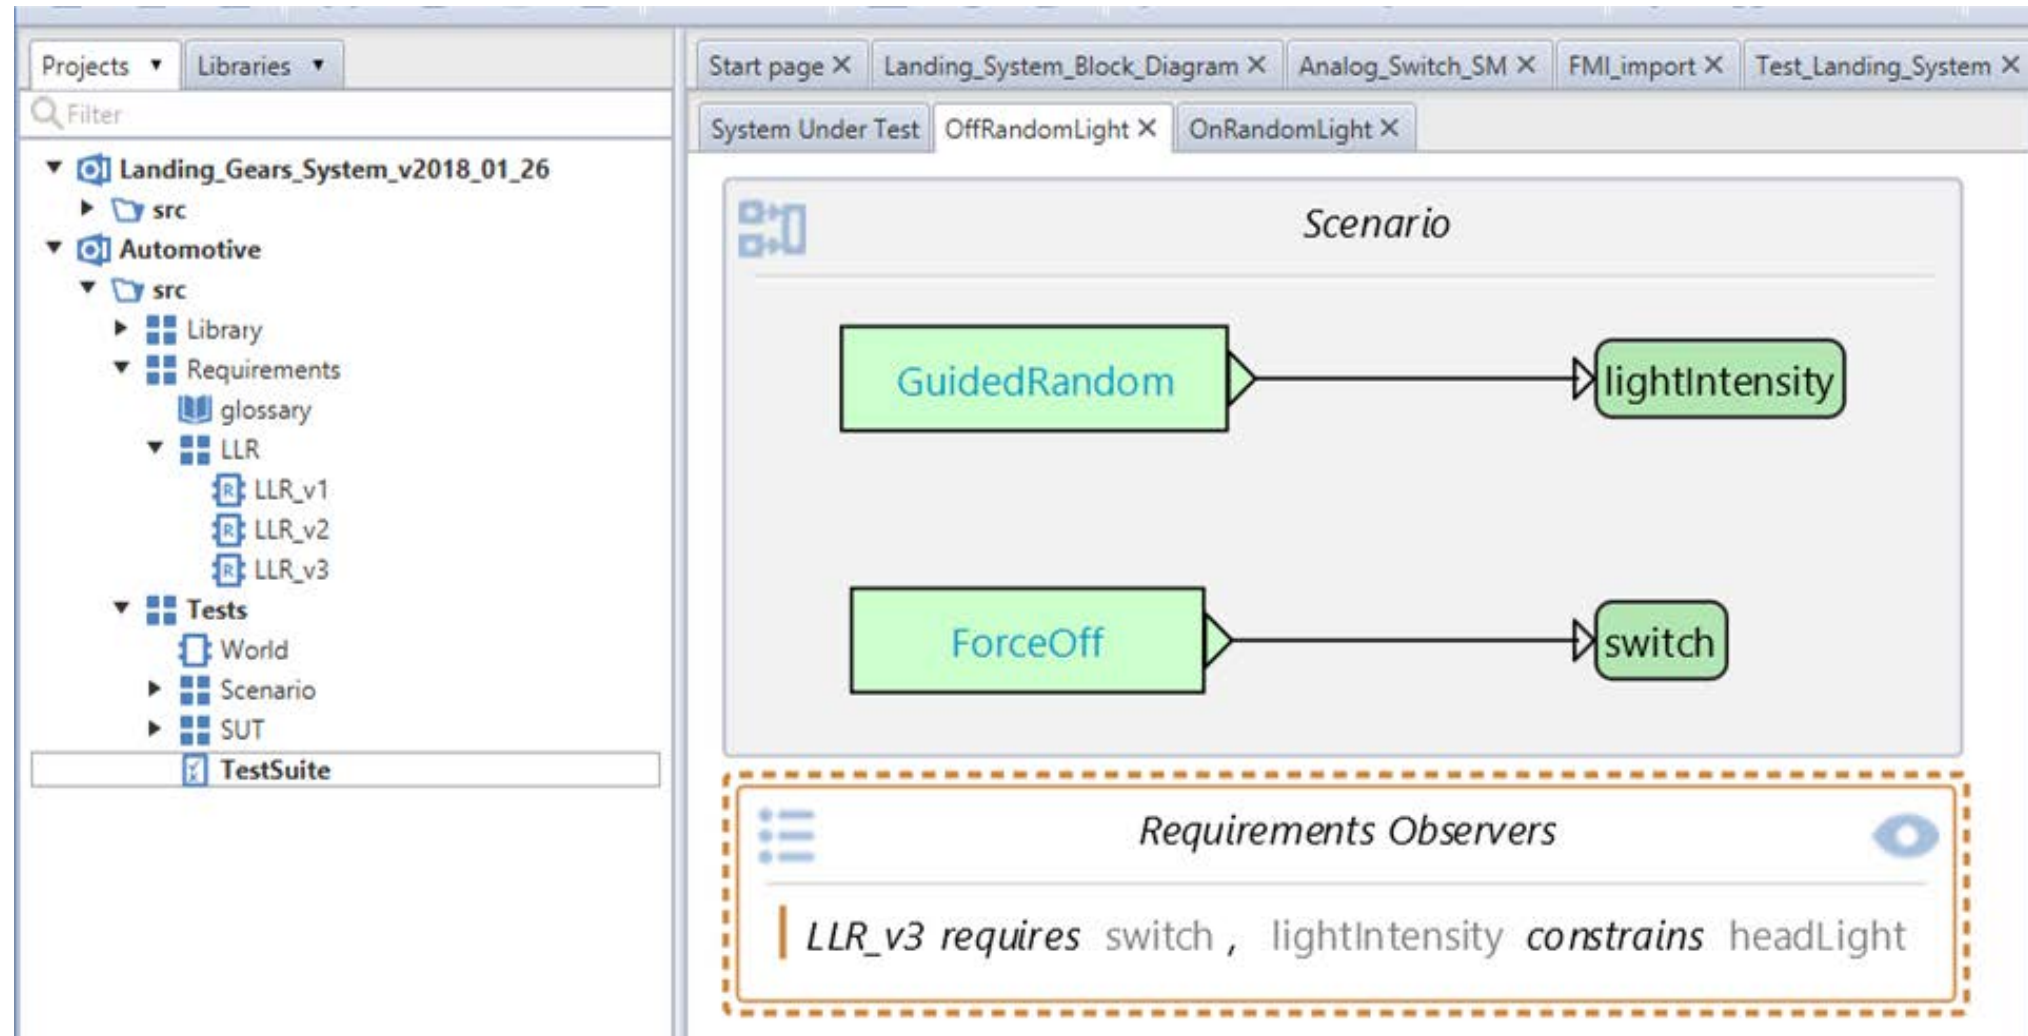 Projects ▼ Libraries ▼
Filter
Landing_Gears_System_v2018_01_26
src
Automotive
src
Library
Requirements
glossary
LLR
LLR_v1
LLR_v2
LLR_v3
Tests
World
Scenario
SUT
TestSuite
Start page × Landing_System_Block_Diagram × Analog_Switch_SM × FMI_import × Test_Landing_System ×
System Under Test OffRandomLight × OnRandomLight ×
Scenario
GuidedRandom lightIntensity
ForceOff switch
Requirements Observers
LLR_v3 requires switch , lightIntensity constrains headLight